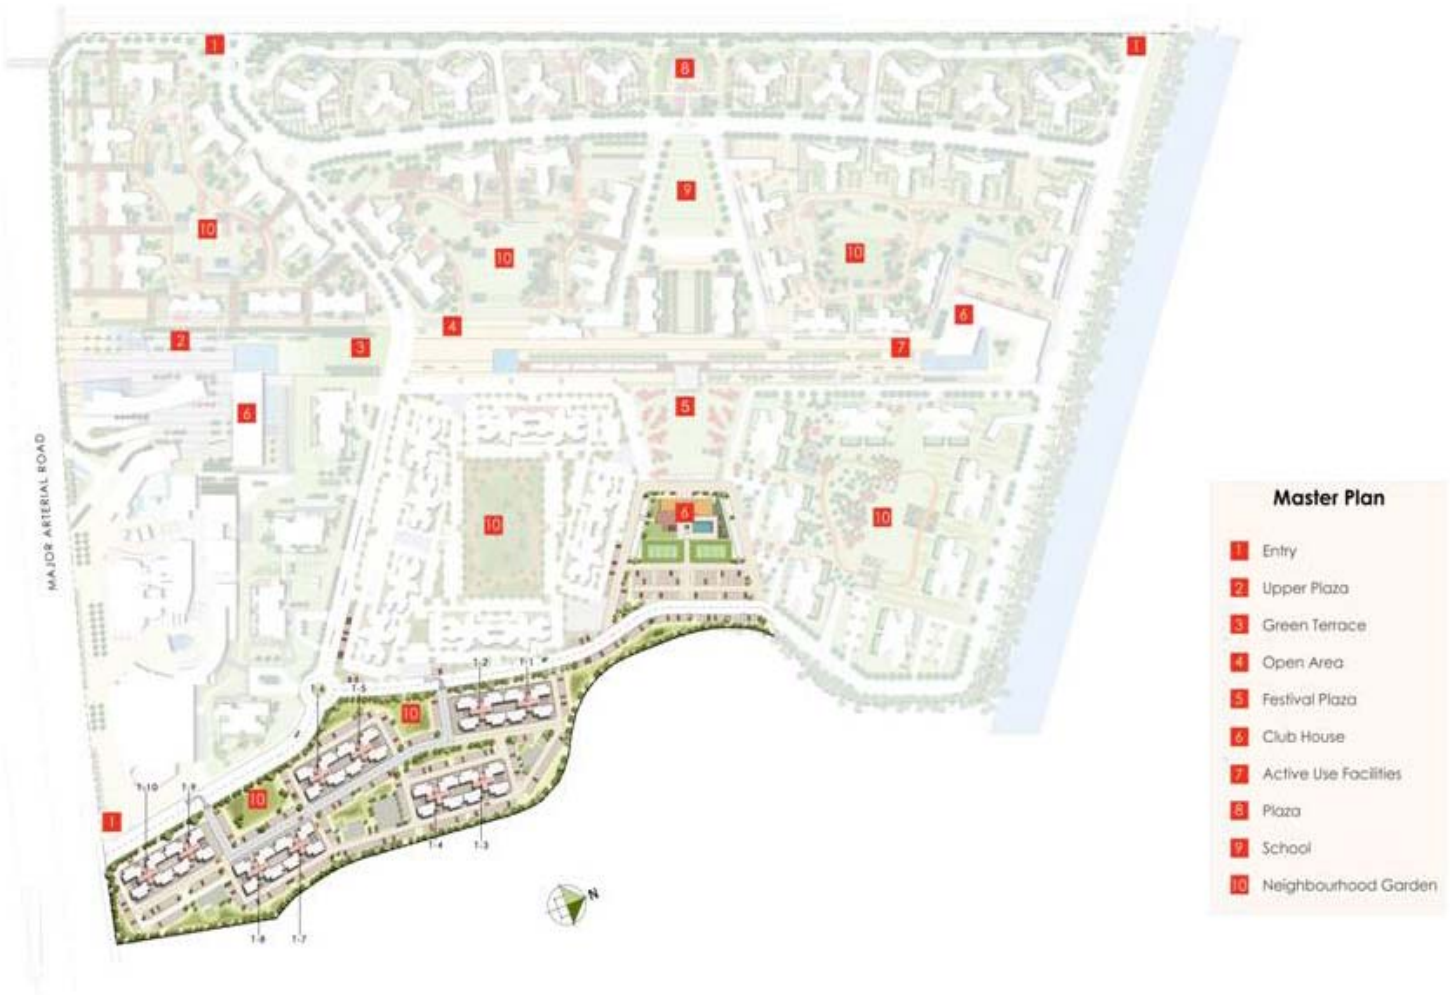 1
1
8
9
10
10
10
6
4
2
3
7
5
6
MAJOR ARTERIAL ROAD
6
10
10
T-2 T-1
T-6 T-5
10
10
T-10 T-9
1
T-4 T-3
N
T-8 T-7
Master Plan
1 Entry
2 Upper Plaza
3 Green Terrace
4 Open Area
5 Festival Plaza
6 Club House
7 Active Use Facilities
8 Plaza
9 School
10 Neighbourhood Garden